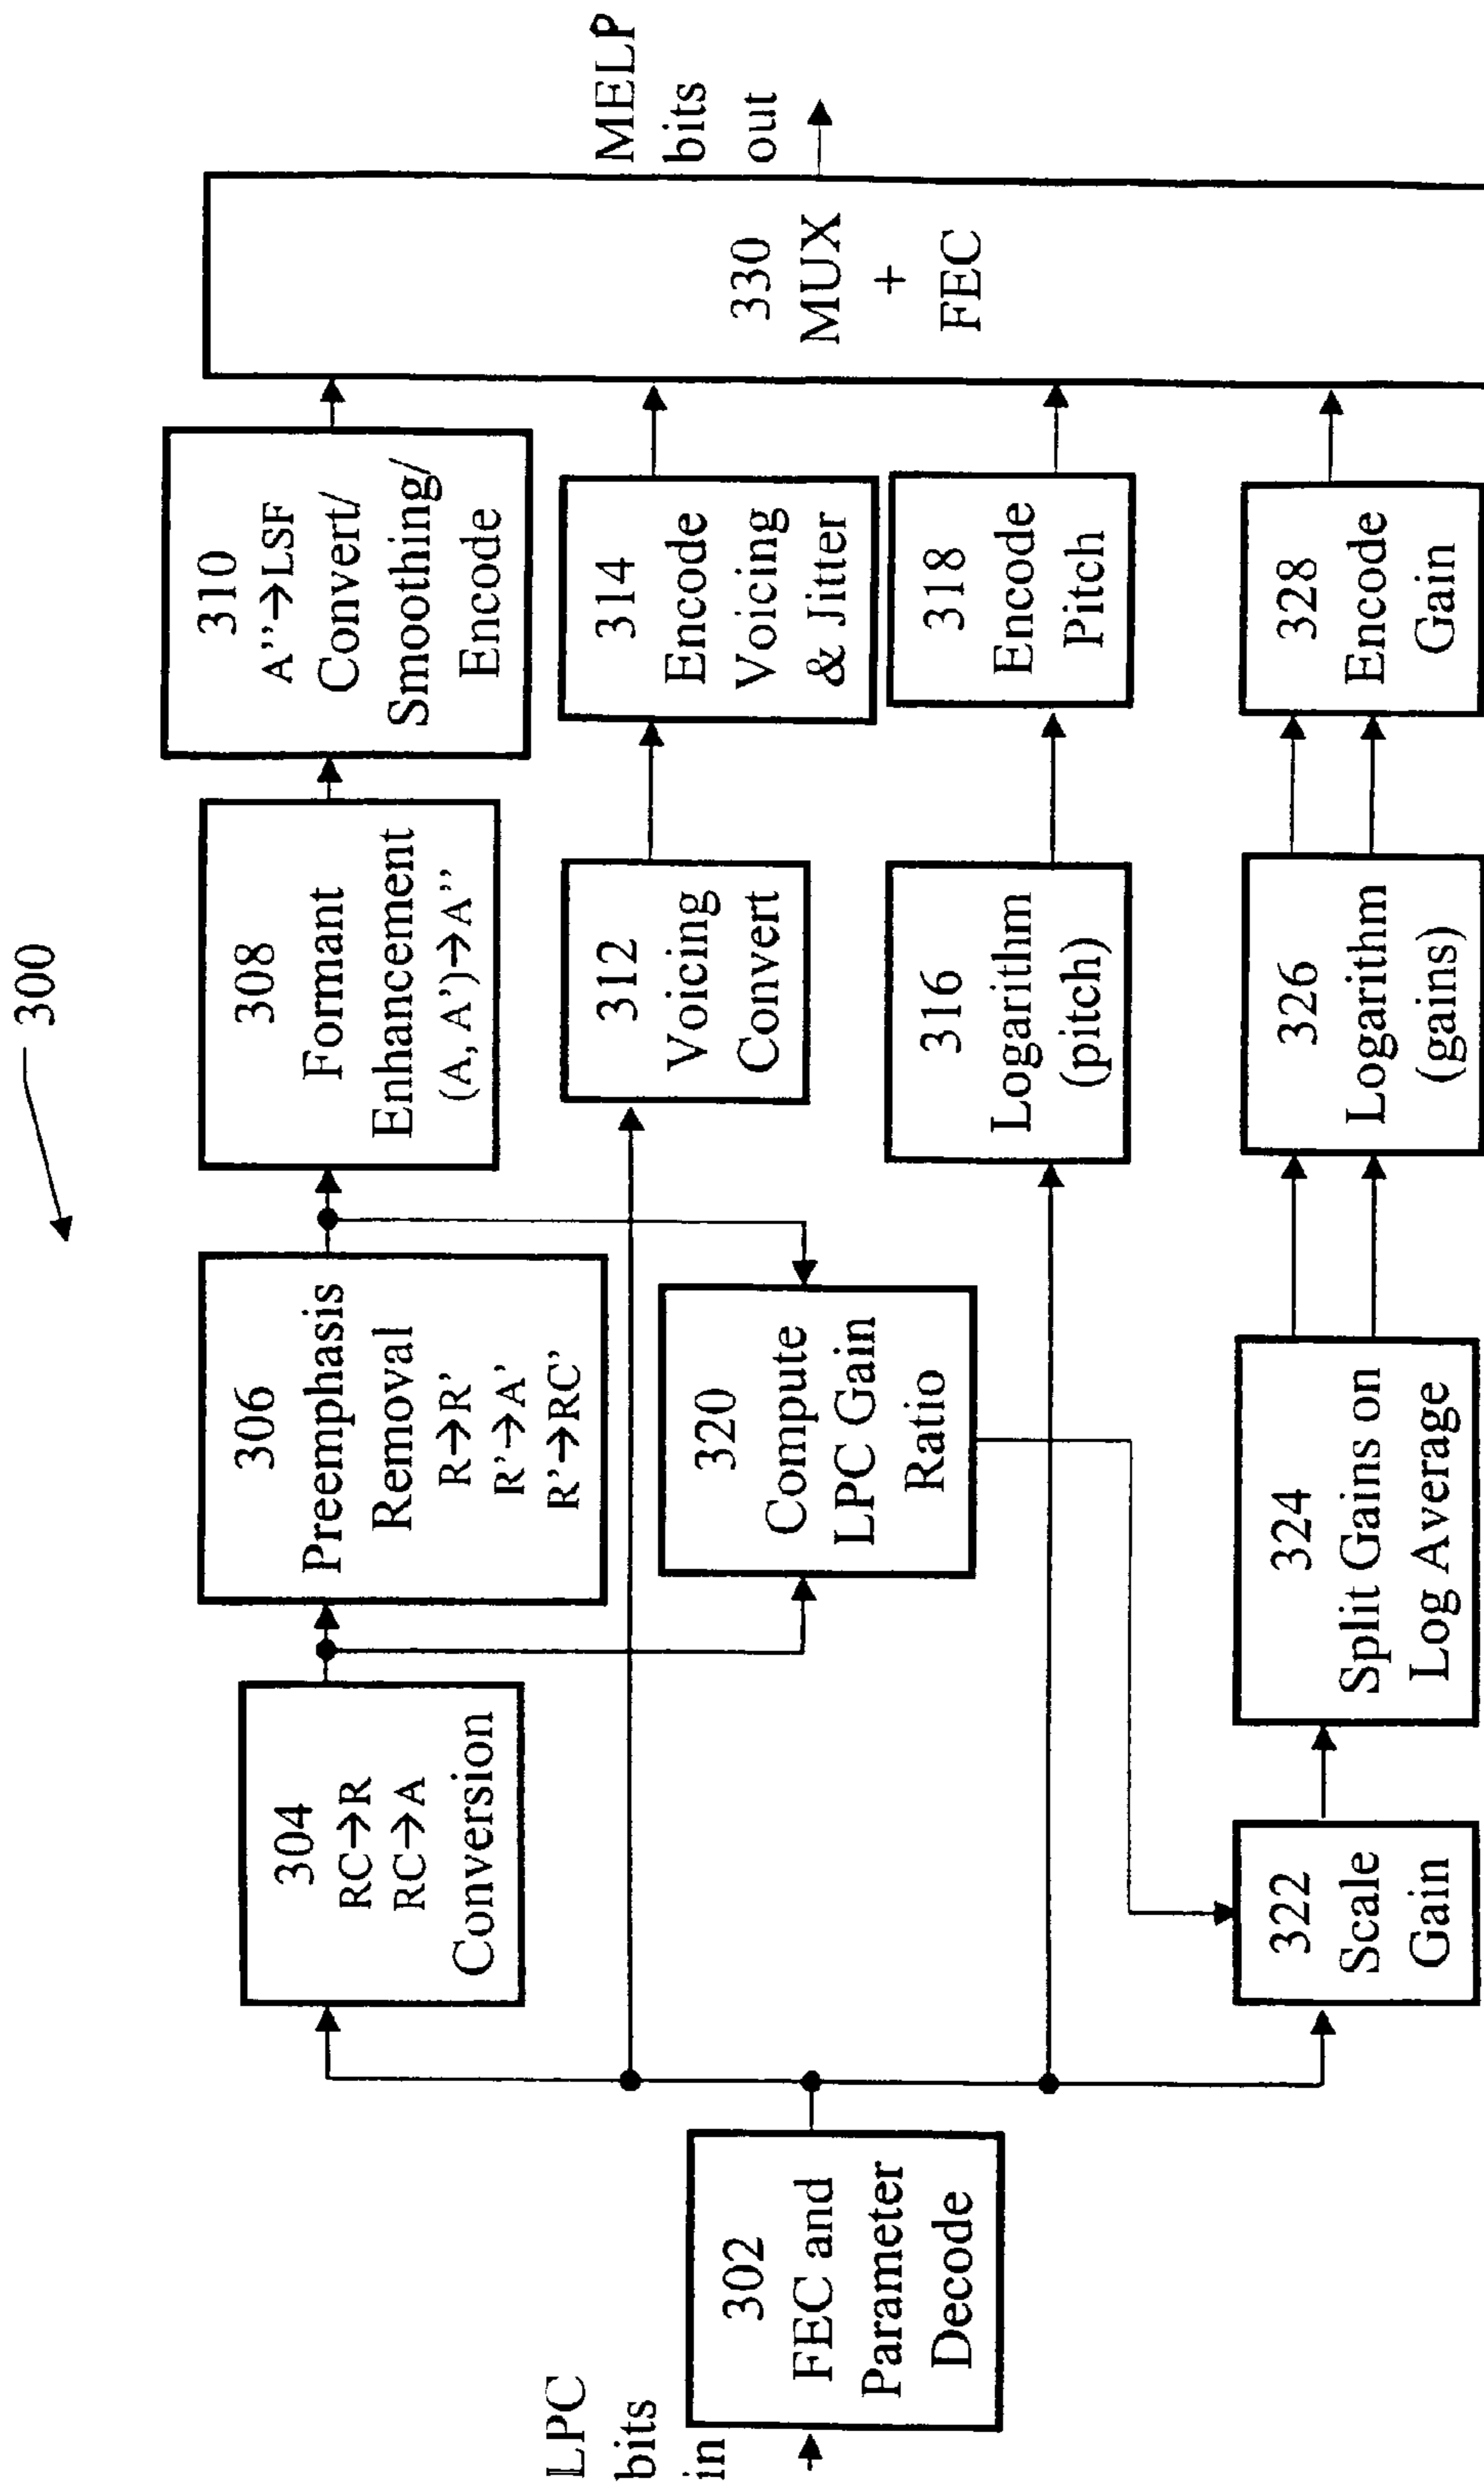 300
LPC
bits
in
302
FEC and
Parameter
Decode
304
RC→R
RC→A
Conversion
306
Preemphasis
Removal
R→R'
R'→A'
R'→RC'
308
Formant
Enhancement
(A, A')→A''
310
A''→LSF
Convert/
Smoothing/
Encode
312
Voicing
Convert
314
Encode
Voicing
& Jitter
316
Logarithm
(pitch)
318
Encode
Pitch
320
Compute
LPC Gain
Ratio
322
Scale
Gain
324
Split Gains on
Log Average
326
Logarithm
(gains)
328
Encode
Gain
330
MUX
+
FEC
MELP
bits
out